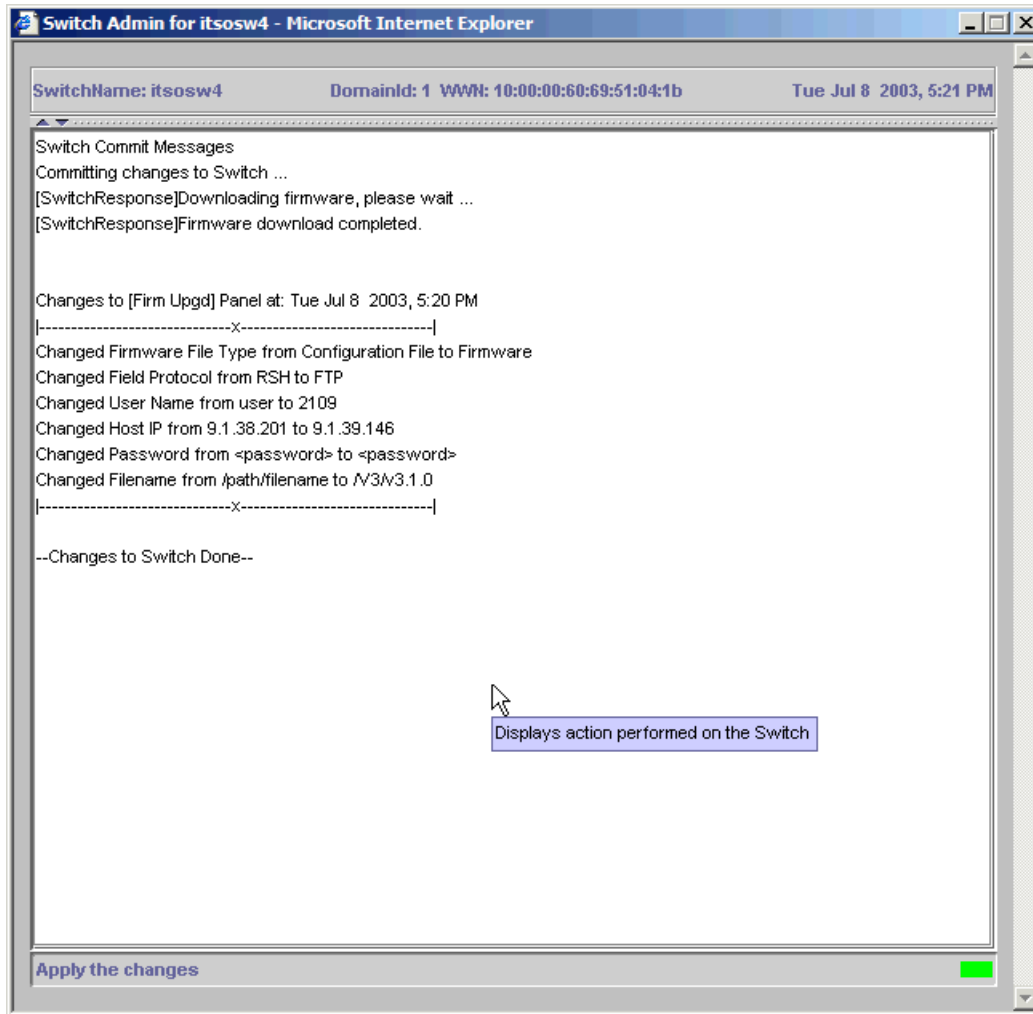 Switch Admin for itsosw4 - Microsoft Internet Explorer
SwitchName: itsosw4 DomainId: 1 WWN: 10:00:00:60:69:51:04:1b Tue Jul 8 2003, 5:21 PM
Switch Commit Messages
Committing changes to Switch ...
[SwitchResponse]Downloading firmware, please wait ...
[SwitchResponse]Firmware download completed.
Changes to [Firm Upgd] Panel at: Tue Jul 8 2003, 5:20 PM
|------------------------------x------------------------------|
Changed Firmware File Type from Configuration File to Firmware
Changed Field Protocol from RSH to FTP
Changed User Name from user to 2109
Changed Host IP from 9.1.38.201 to 9.1.39.146
Changed Password from <password> to <password>
Changed Filename from /path/filename to /V3/v3.1.0
|------------------------------x------------------------------|
--Changes to Switch Done--
Displays action performed on the Switch
Apply the changes